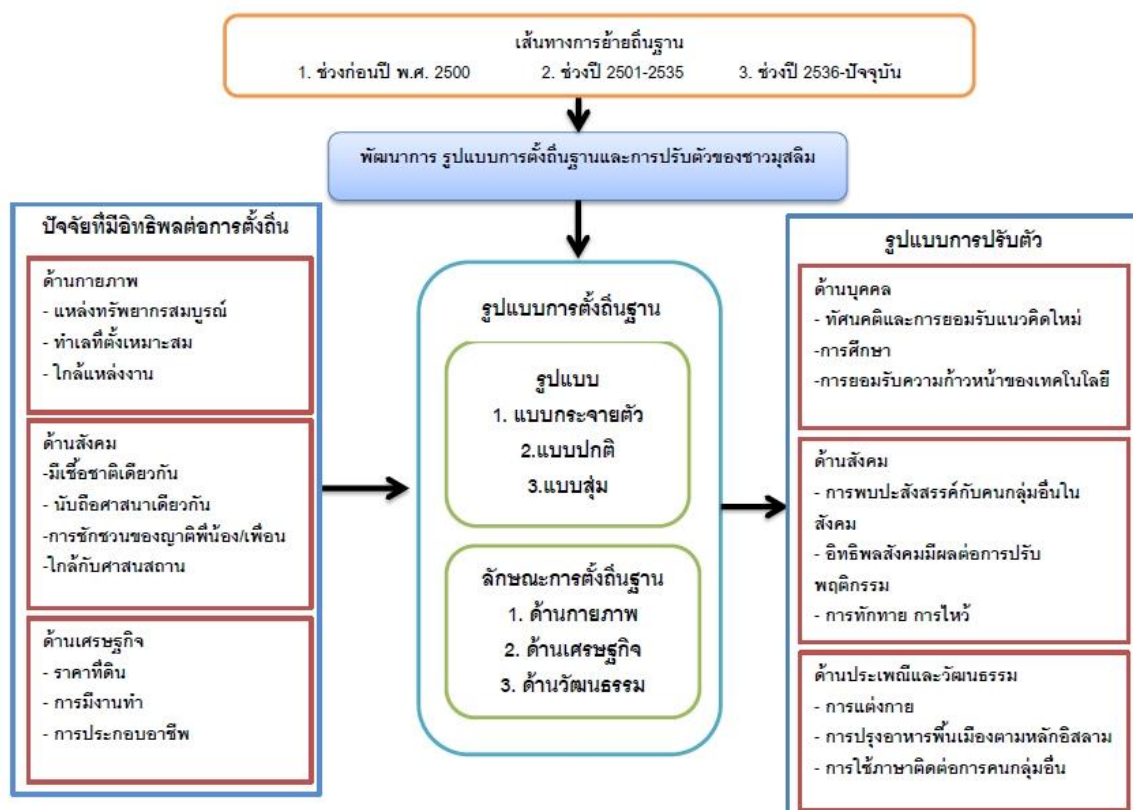 เส้นทางการย้ายถิ่นฐาน
1. ช่วงก่อนปี พ.ศ. 2500 2. ช่วงปี 2501-2535 3. ช่วงปี 2536-ปัจจุบัน
พัฒนาการ รูปแบบการตั้งถิ่นฐานและการปรับตัวของชาวมุสลิม
ปัจจัยที่มีอิทธิพลต่อการตั้งถิ่น
ด้านกายภาพ
- แหล่งทรัพยากรสมบูรณ์
- ทำเลที่ตั้งเหมาะสม
- ใกล้แหล่งงาน
ด้านสังคม
-มีเชื้อชาติเดียวกัน
- นับถือศาสนาเดียวกัน
-การชักชวนของญาติพี่น้อง/เพื่อน
-ใกล้กับศาสนสถาน
ด้านเศรษฐกิจ
- ราคาที่ดิน
- การมีงานทำ
- การประกอบอาชีพ
รูปแบบการตั้งถิ่นฐาน
รูปแบบ
1. แบบกระจายตัว
2.แบบปกติ
3.แบบสุ่ม
ลักษณะการตั้งถิ่นฐาน
1. ด้านกายภาพ
2. ด้านเศรษฐกิจ
3. ด้านวัฒนธรรม
รูปแบบการปรับตัว
ด้านบุคคล
- ทัศนคติและการยอมรับแนวคิดใหม่
-การศึกษา
-การยอมรับความก้าวหน้าของเทคโนโลยี
ด้านสังคม
- การพบปะสังสรรค์กับคนกลุ่มอื่นใน
สังคม
- อิทธิพลสังคมมีผลต่อการปรับ
พฤติกรรม
- การทักทาย การไหว้
ด้านประเพณีและวัฒนธรรม
- การแต่งกาย
- การปรุงอาหารพื้นเมืองตามหลักอิสลาม
- การใช้ภาษาติดต่อการคนกลุ่มอื่น